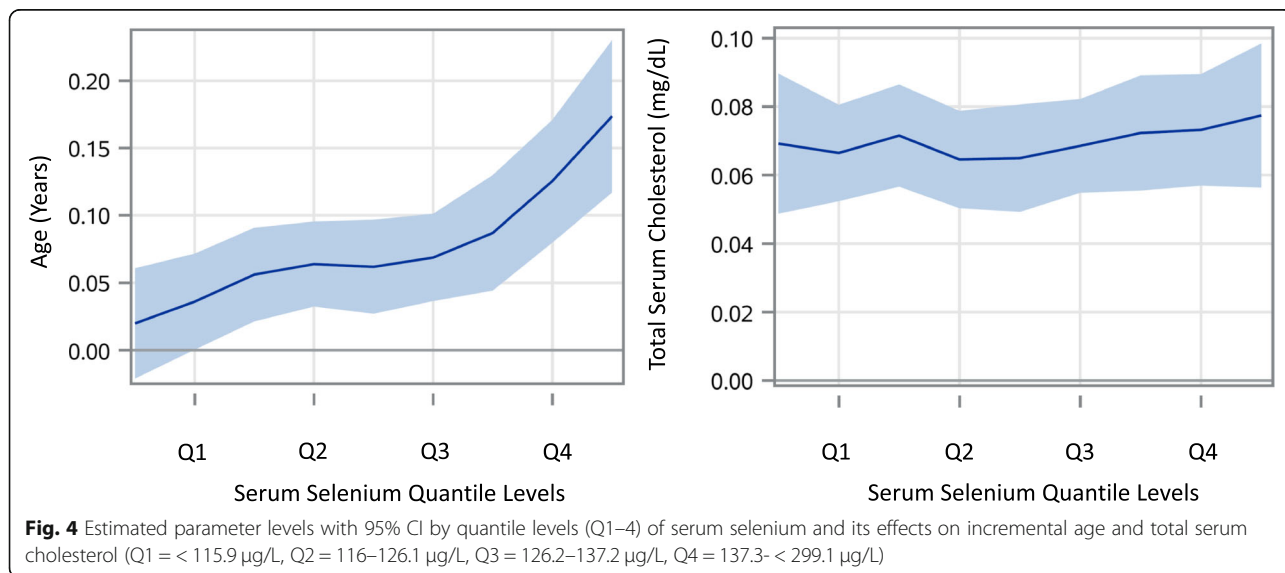 Age (Years)
0.20
0.15
0.10
0.05
0.00
Q1 Q2 Q3 Q4
Serum Selenium Quantile Levels
Total Serum Cholesterol (mg/dL)
0.10
0.08
0.06
0.04
0.02
0.00
Q1 Q2 Q3 Q4
Serum Selenium Quantile Levels
Fig. 4 Estimated parameter levels with 95% CI by quantile levels (Q1–4) of serum selenium and its effects on incremental age and total serum
cholesterol (Q1 = < 115.9 μg/L, Q2 = 116–126.1 μg/L, Q3 = 126.2–137.2 μg/L, Q4 = 137.3- < 299.1 μg/L)